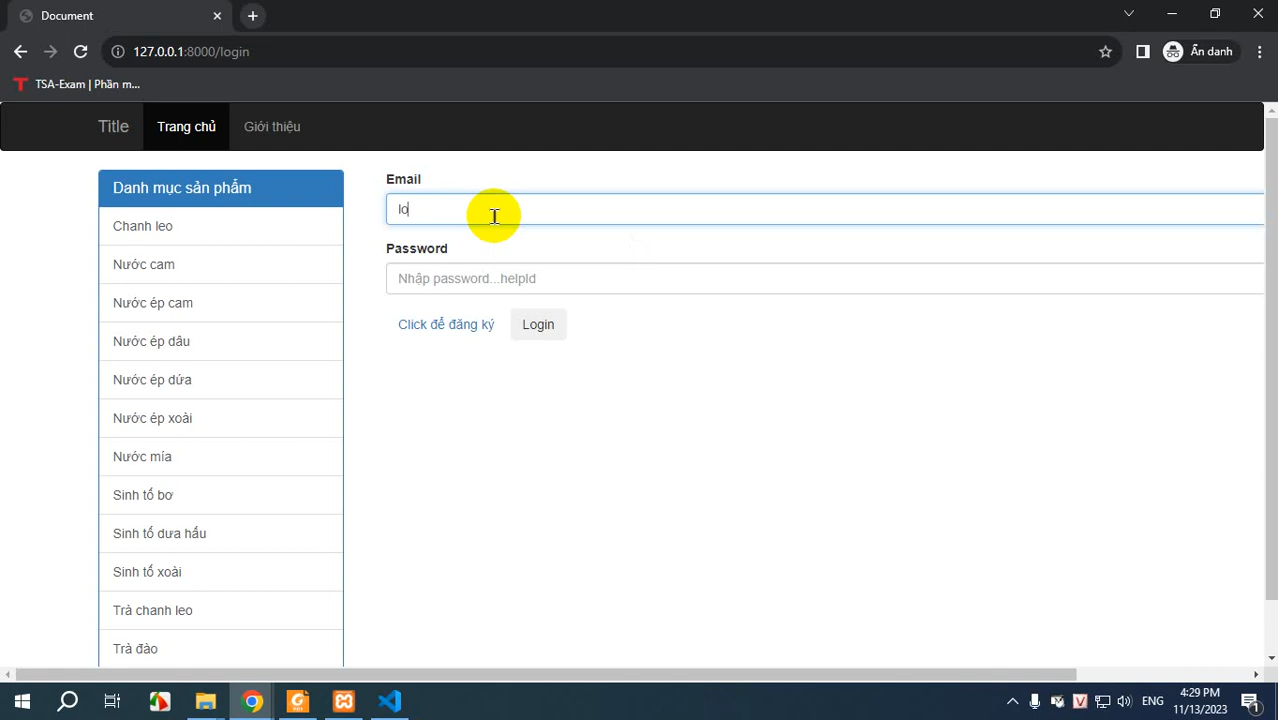 Document
127.0.0.1:8000/login
Ẩn danh
TSA-Exam | Phần m...
Title
Trang chủ
Giới thiệu
Danh mục sản phẩm
Chanh leo
Nước cam
Nước ép cam
Nước ép dâu
Nước ép dứa
Nước ép xoài
Nước mía
Sinh tố bơ
Sinh tố dưa hấu
Sinh tố xoài
Trà chanh leo
Trà đào
Email
lo
Password
Nhập password...helpId
Click để đăng ký
Login
ENG
4:29 PM
11/13/2023
1